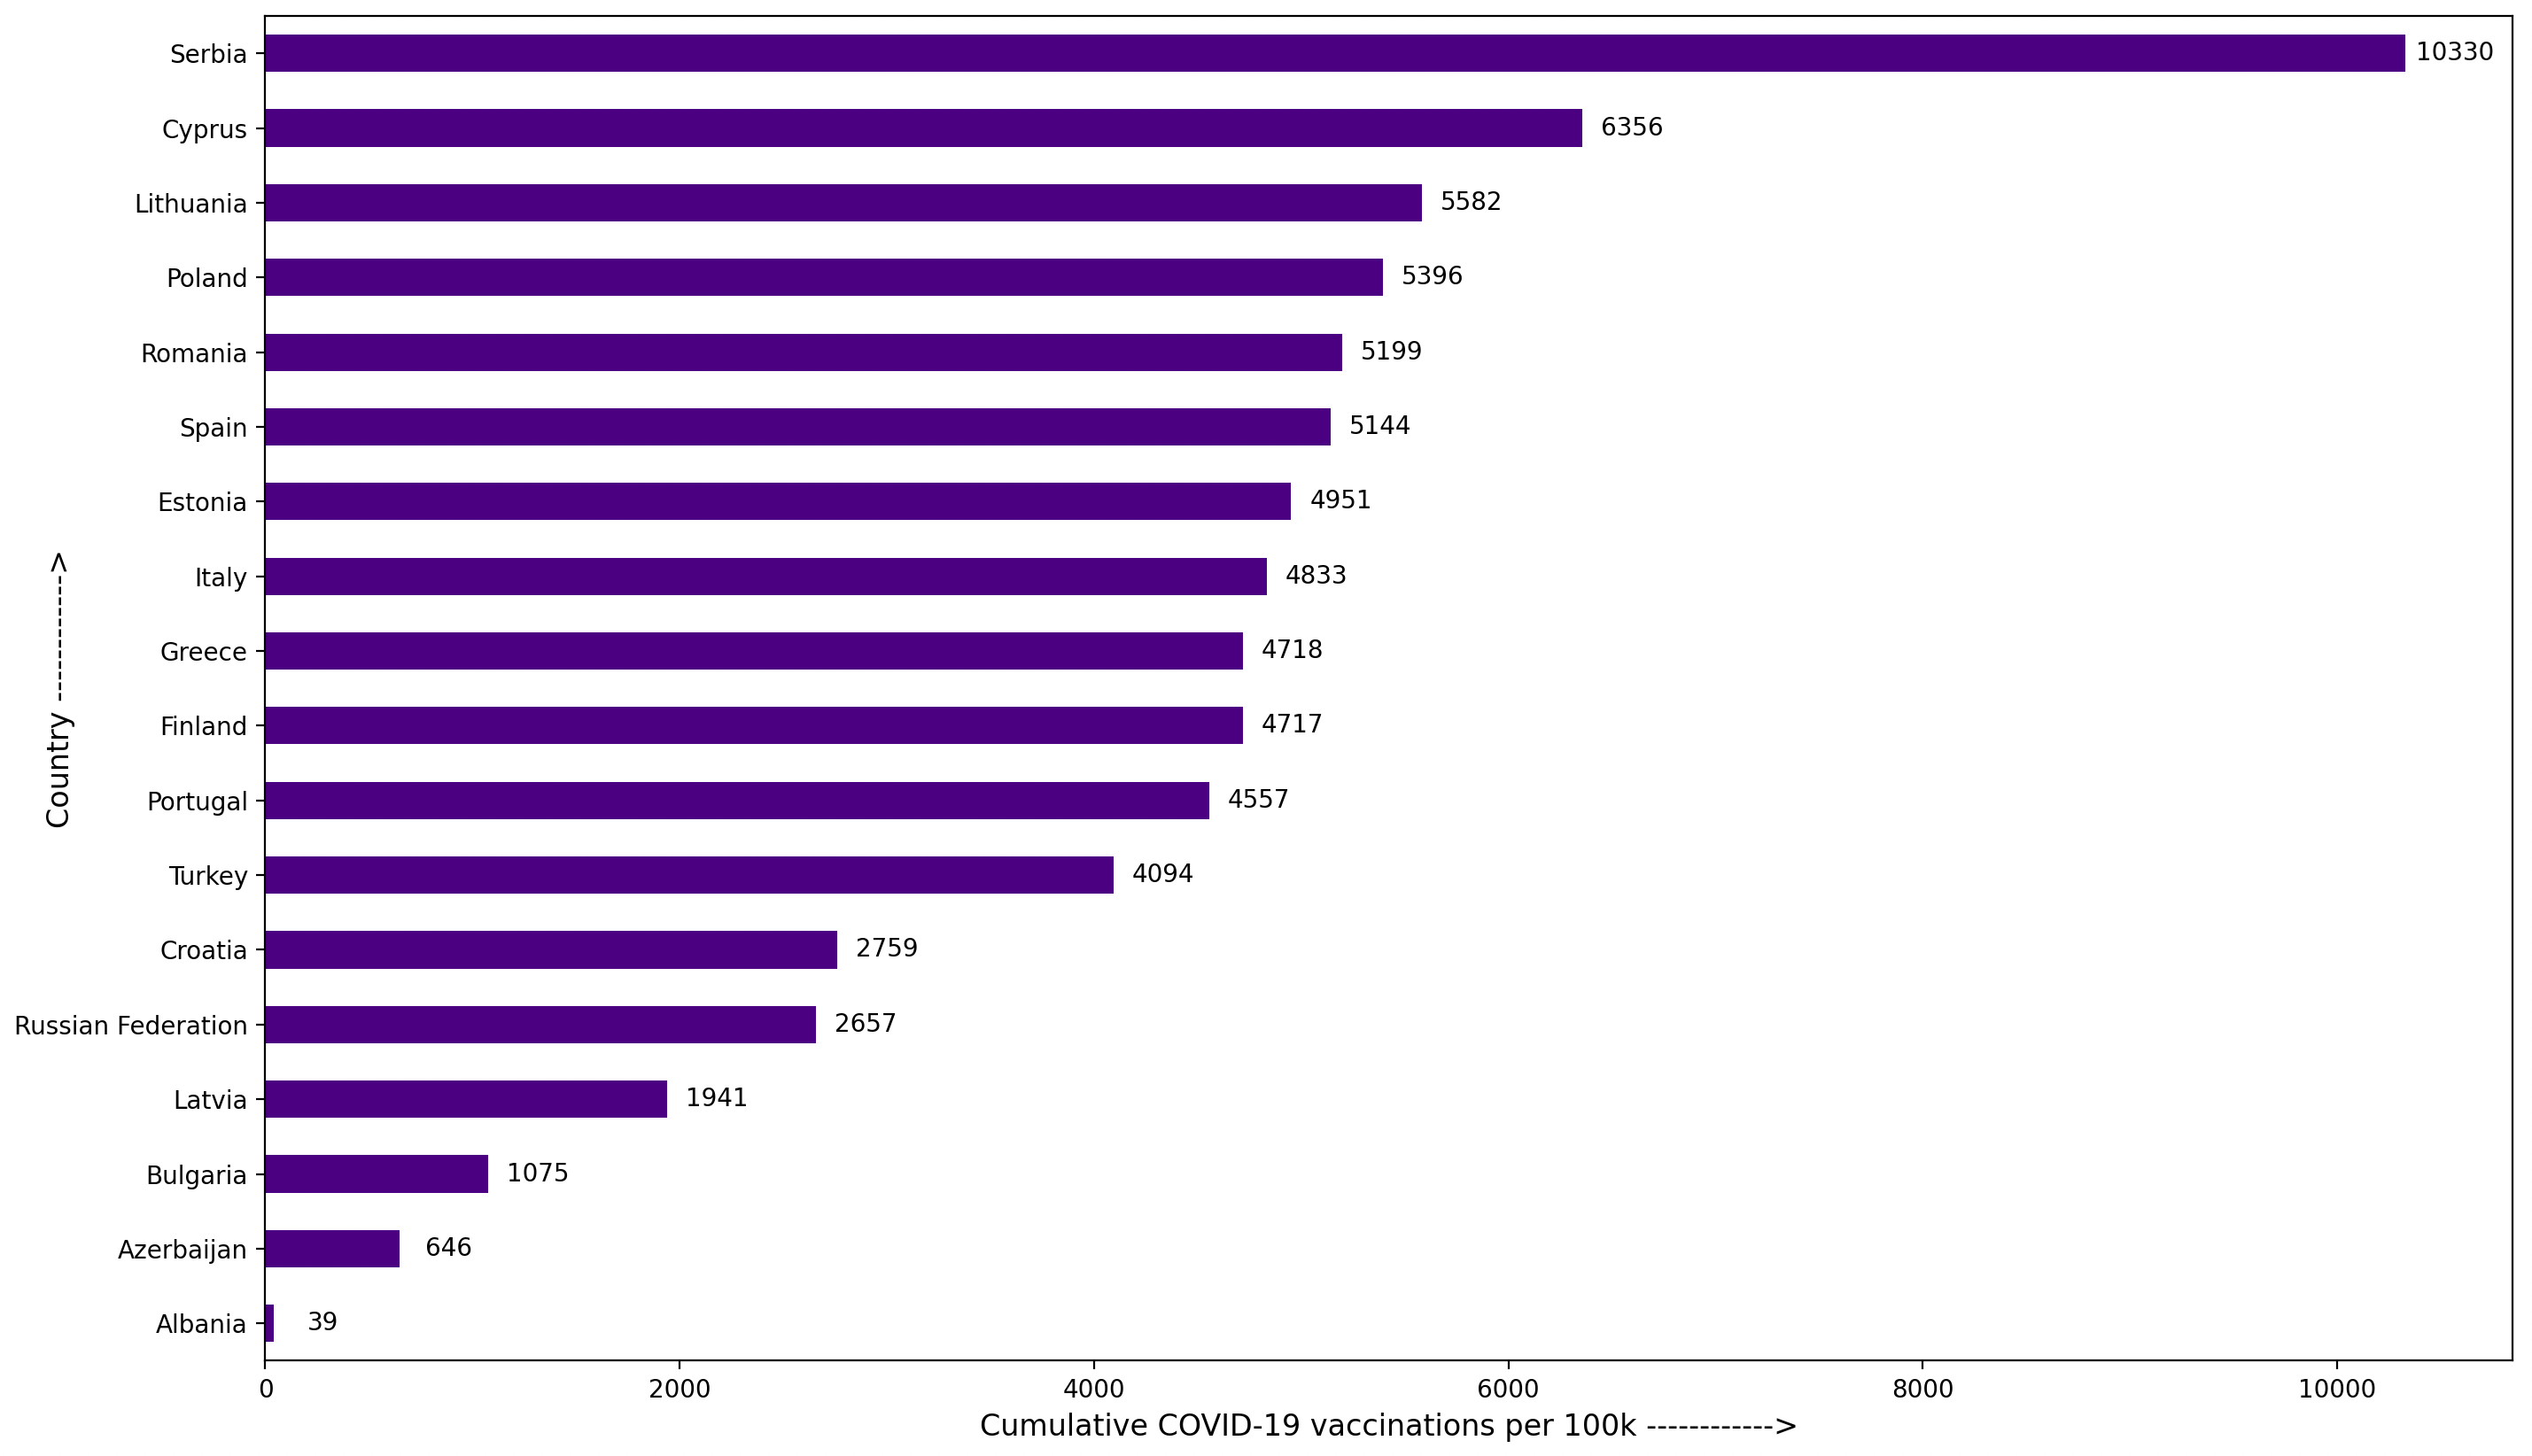 Serbia 10330
Cyprus 6356
Lithuania 5582
Poland 5396
Romania 5199
Spain 5144
Estonia 4951
Italy 4833
Greece 4718
Finland 4717
Portugal 4557
Turkey 4094
Croatia 2759
Russian Federation 2657
Latvia 1941
Bulgaria 1075
Azerbaijan 646
Albania 39
0 2000 4000 6000 8000 10000
Cumulative COVID-19 vaccinations per 100k ------------->
Country ------------->